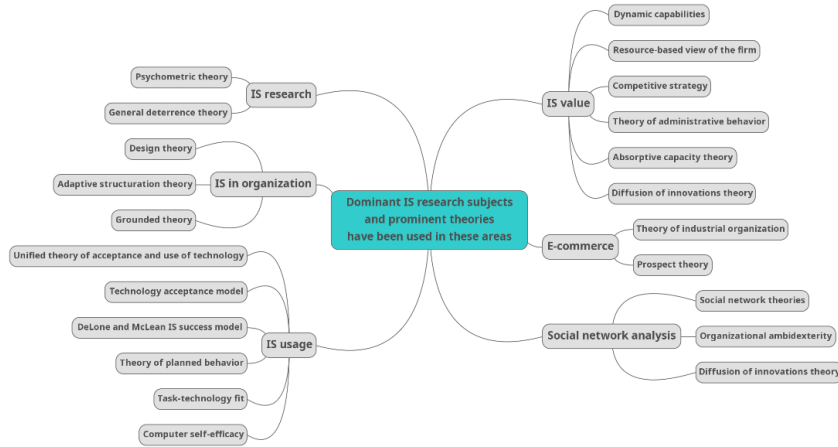 Dominant IS research subjects
and prominent theories
have been used in these areas
IS research
Psychometric theory
General deterrence theory
IS in organization
Design theory
Adaptive structuration theory
Grounded theory
IS usage
Unified theory of acceptance and use of technology
Technology acceptance model
DeLone and McLean IS success model
Theory of planned behavior
Task-technology fit
Computer self-efficacy
IS value
Dynamic capabilities
Resource-based view of the firm
Competitive strategy
Theory of administrative behavior
Absorptive capacity theory
Diffusion of innovations theory
E-commerce
Theory of industrial organization
Prospect theory
Social network analysis
Social network theories
Organizational ambidexterity
Diffusion of innovations theory